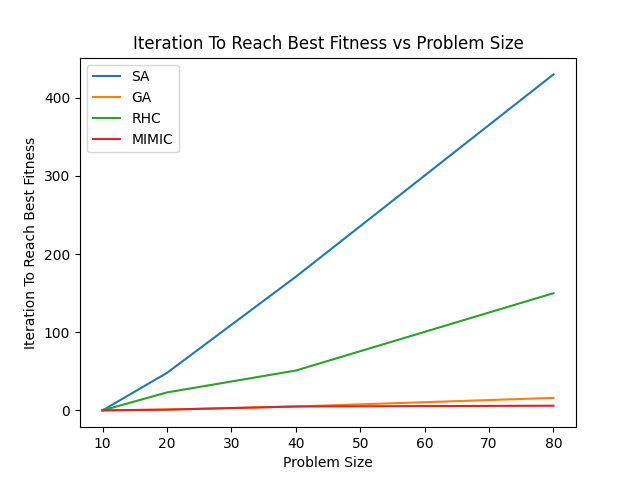 Iteration To Reach Best Fitness vs Problem Size
SA
GA
RHC
MIMIC
Iteration To Reach Best Fitness
400
300
200
100
0
10 20 30 40 50 60 70 80
Problem Size